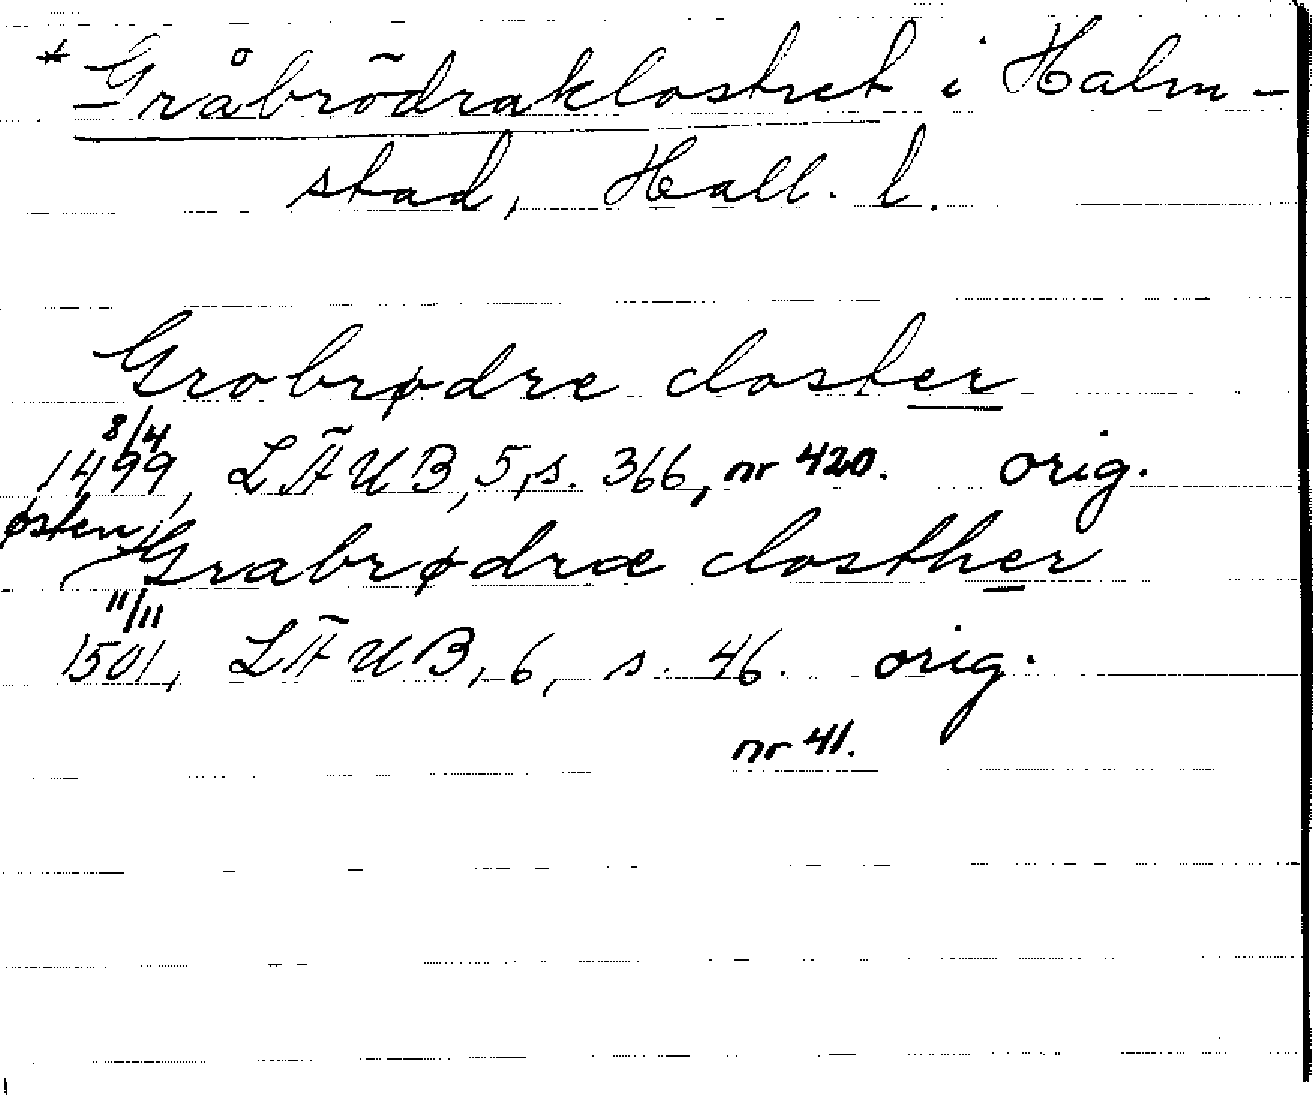 * Gråbrödraklostret i Halm-
stad, Hall. l.
Grobrødre closter
8/4
1499, LÄUB, 5, s. 366, nr 420. orig.
østen
Grabrødræ closther
11/11
1501, LÄUB, 6, s. 46. orig.
nr 41.